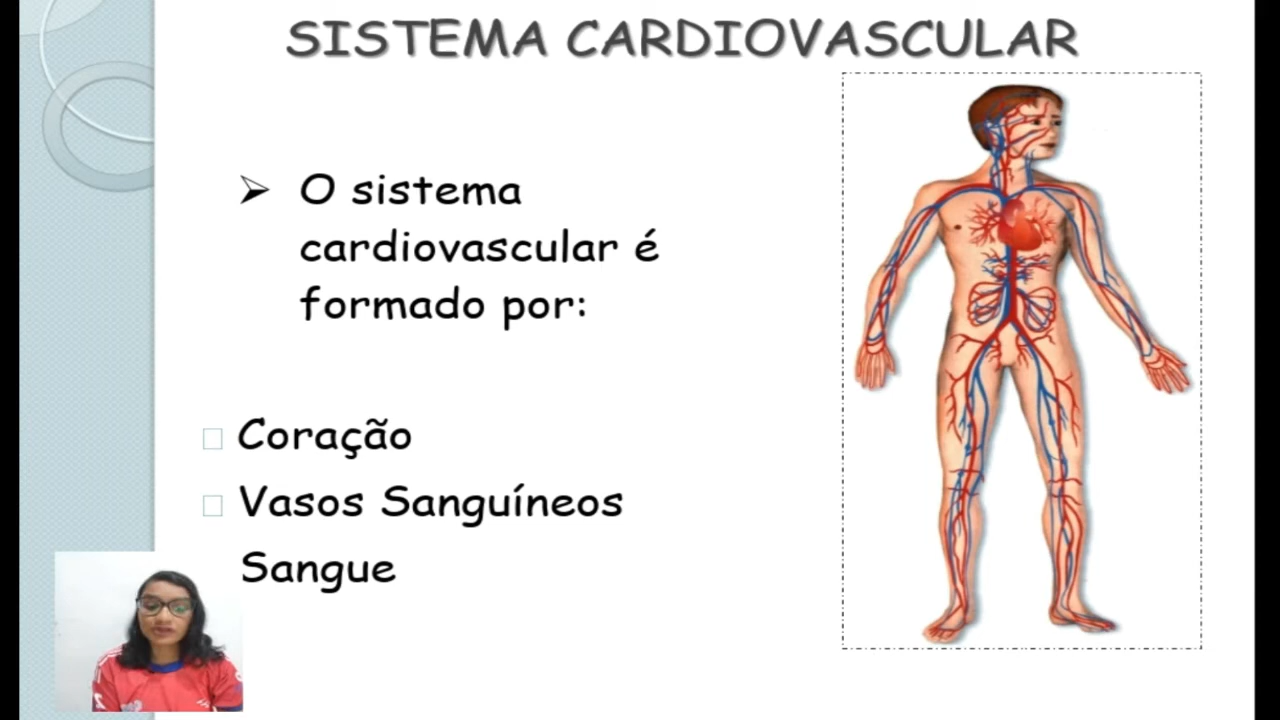 SISTEMA CARDIOVASCULAR
O sistema
cardiovascular é
formado por:
Coração
Vasos Sanguíneos
Sangue